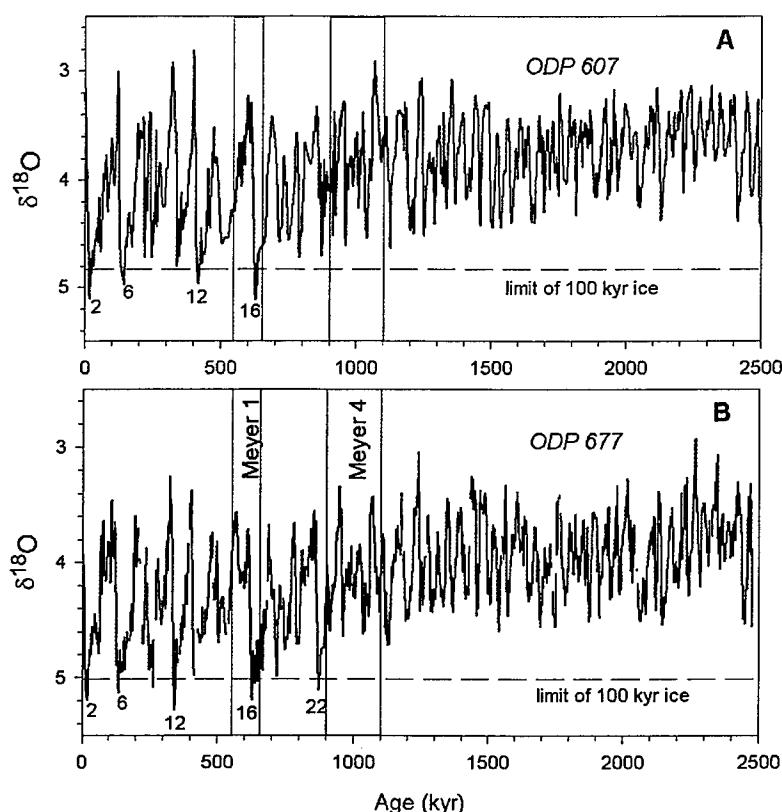 A
ODP 607
3
4
5
δ18O
limit of 100 kyr ice
2
6
12
16
0 500 1000 1500 2000 2500
B
Meyer 1
Meyer 4
ODP 677
3
4
5
δ18O
limit of 100 kyr ice
2
6
12
16
22
0 500 1000 1500 2000 2500
Age (kyr)